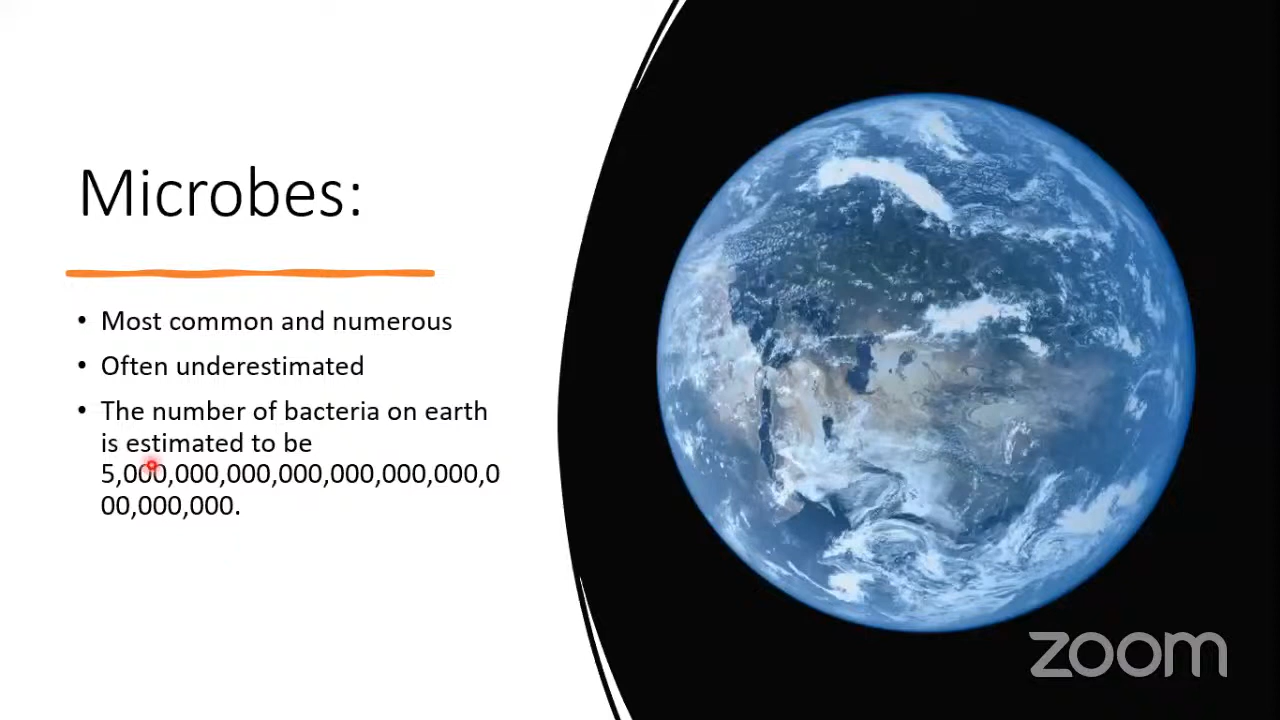 Microbes:
• Most common and numerous
• Often underestimated
• The number of bacteria on earth
is estimated to be
5,000,000,000,000,000,000,000,0
00,000,000.
zoom